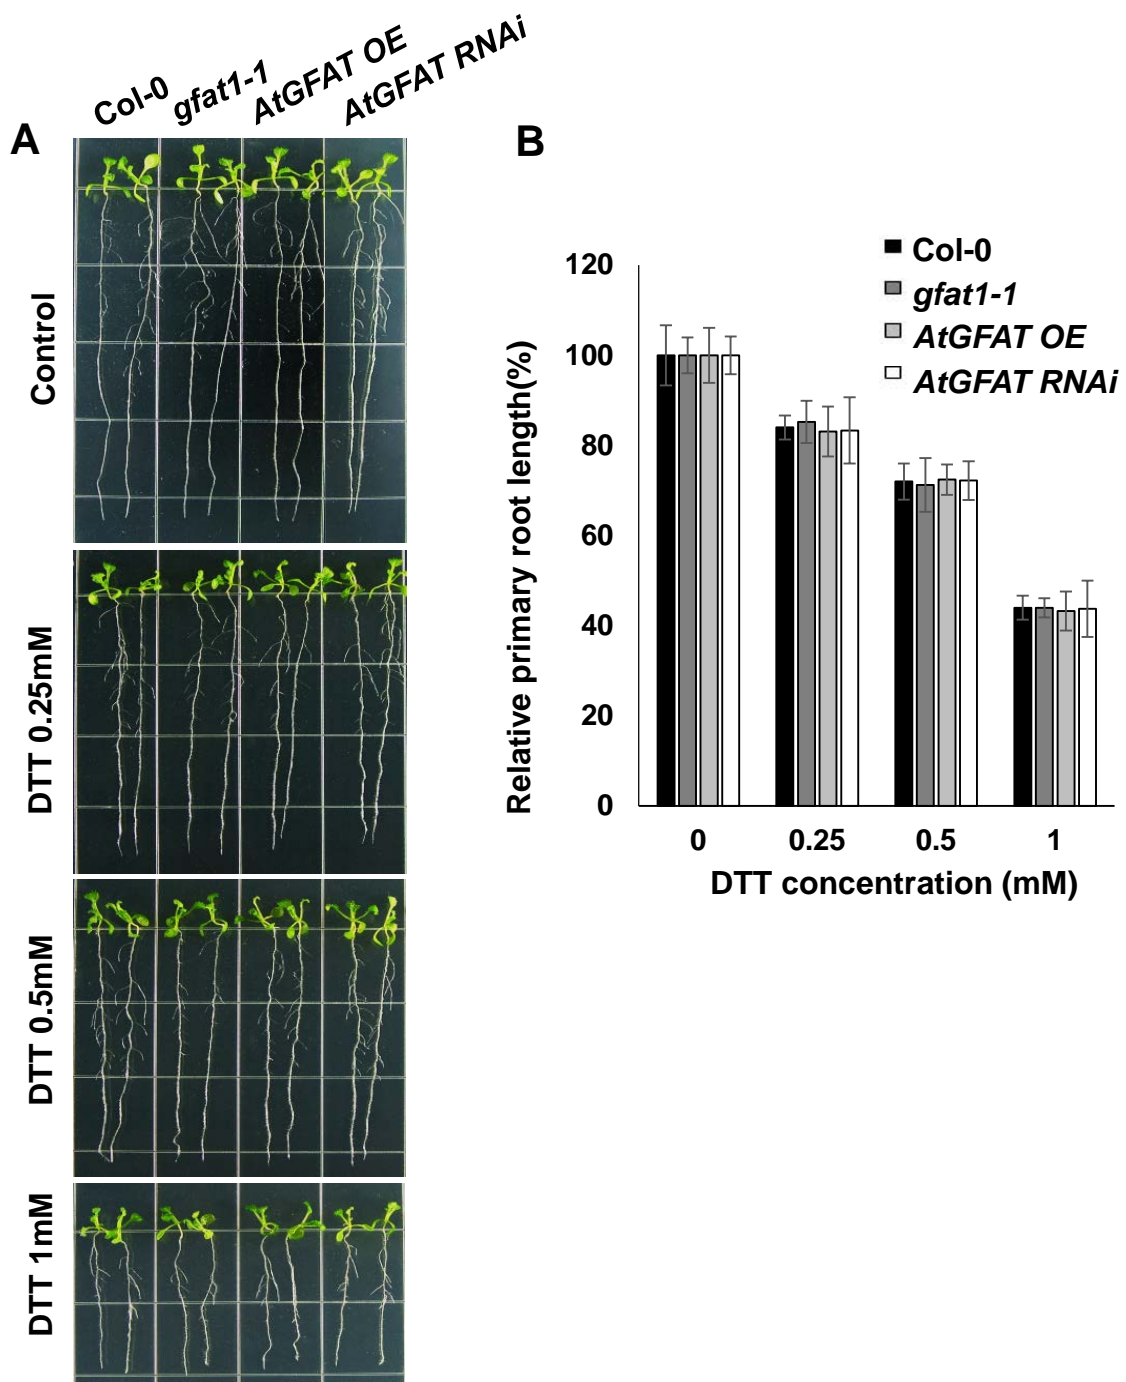 Col-0
gfat1-1
AtGFAT OE
AtGFAT RNAi
A
Control
DTT 0.25mM
DTT 0.5mM
DTT 1mM
B
Col-0
gfat1-1
AtGFAT OE
AtGFAT RNAi
Relative primary root length(%)
120
100
80
60
40
20
0
0 0.25 0.5 1
DTT concentration (mM)